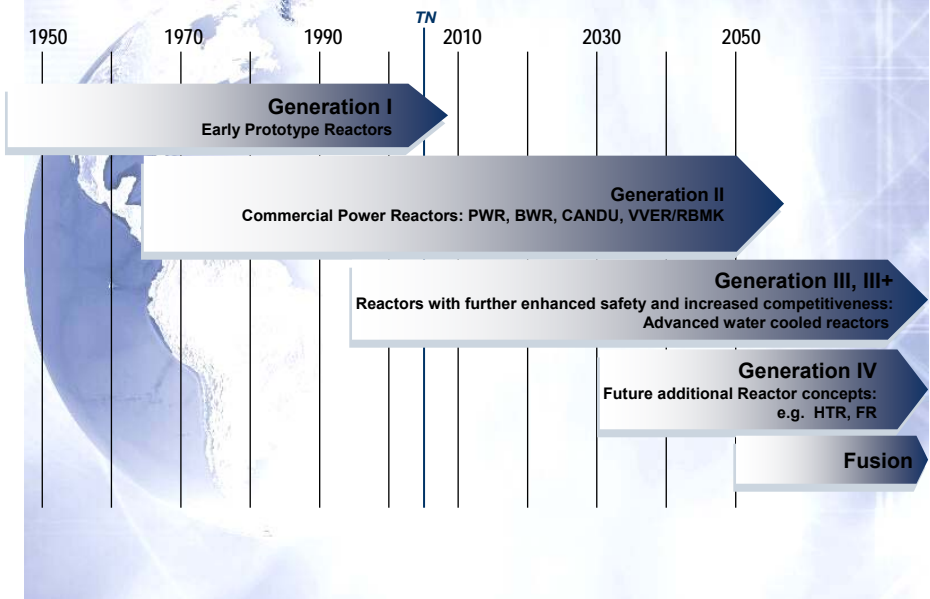 TN
1950 1970 1990 2010 2030 2050
Generation I
Early Prototype Reactors
Generation II
Commercial Power Reactors: PWR, BWR, CANDU, VVER/RBMK
Generation III, III+
Reactors with further enhanced safety and increased competitiveness:
Advanced water cooled reactors
Generation IV
Future additional Reactor concepts:
e.g. HTR, FR
Fusion